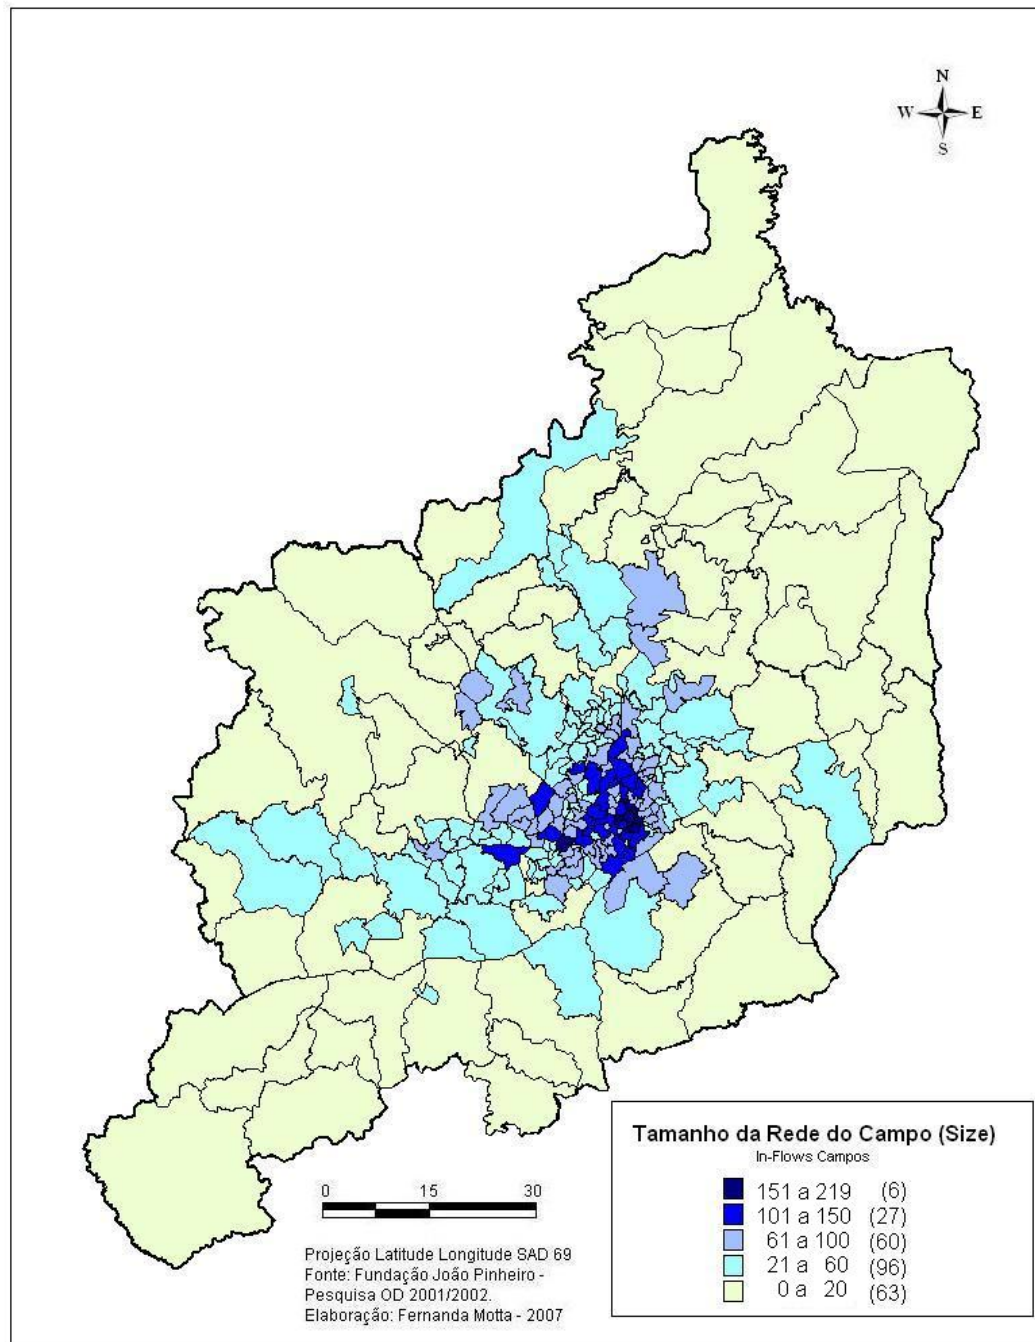 N
W E
S
Tamanho da Rede do Campo (Size)
In-Flows Campos
151 a 219 (6)
101 a 150 (27)
61 a 100 (60)
21 a 60 (96)
0 a 20 (63)
0 15 30
Projeção Latitude Longitude SAD 69
Fonte: Fundação João Pinheiro -
Pesquisa OD 2001/2002.
Elaboração: Fernanda Motta - 2007